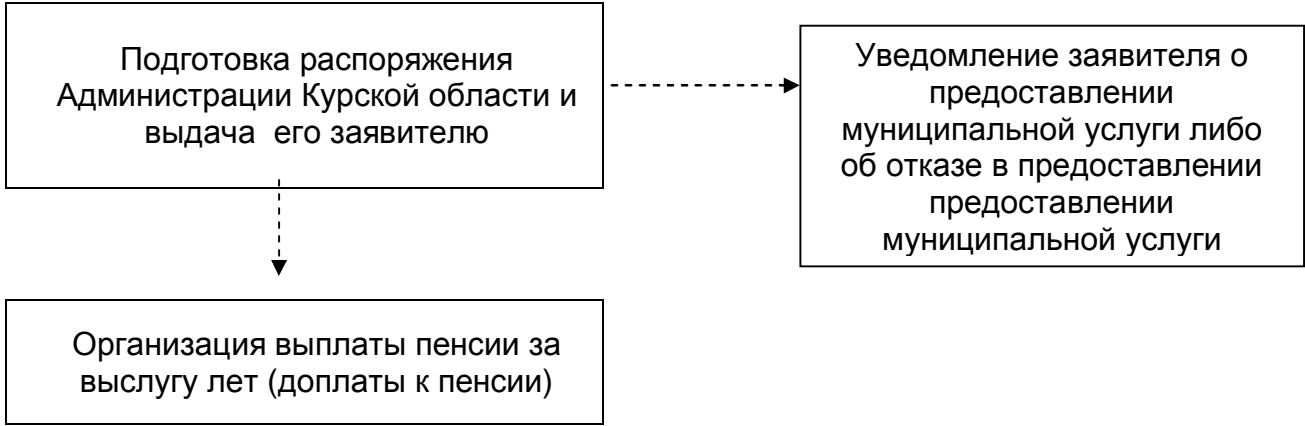 Подготовка распоряжения
Администрации Курской области и
выдача его заявителю
Уведомление заявителя о
предоставлении
муниципальной услуги либо
об отказе в предоставлении
предоставлении
муниципальной услуги
Организация выплаты пенсии за
выслугу лет (доплаты к пенсии)